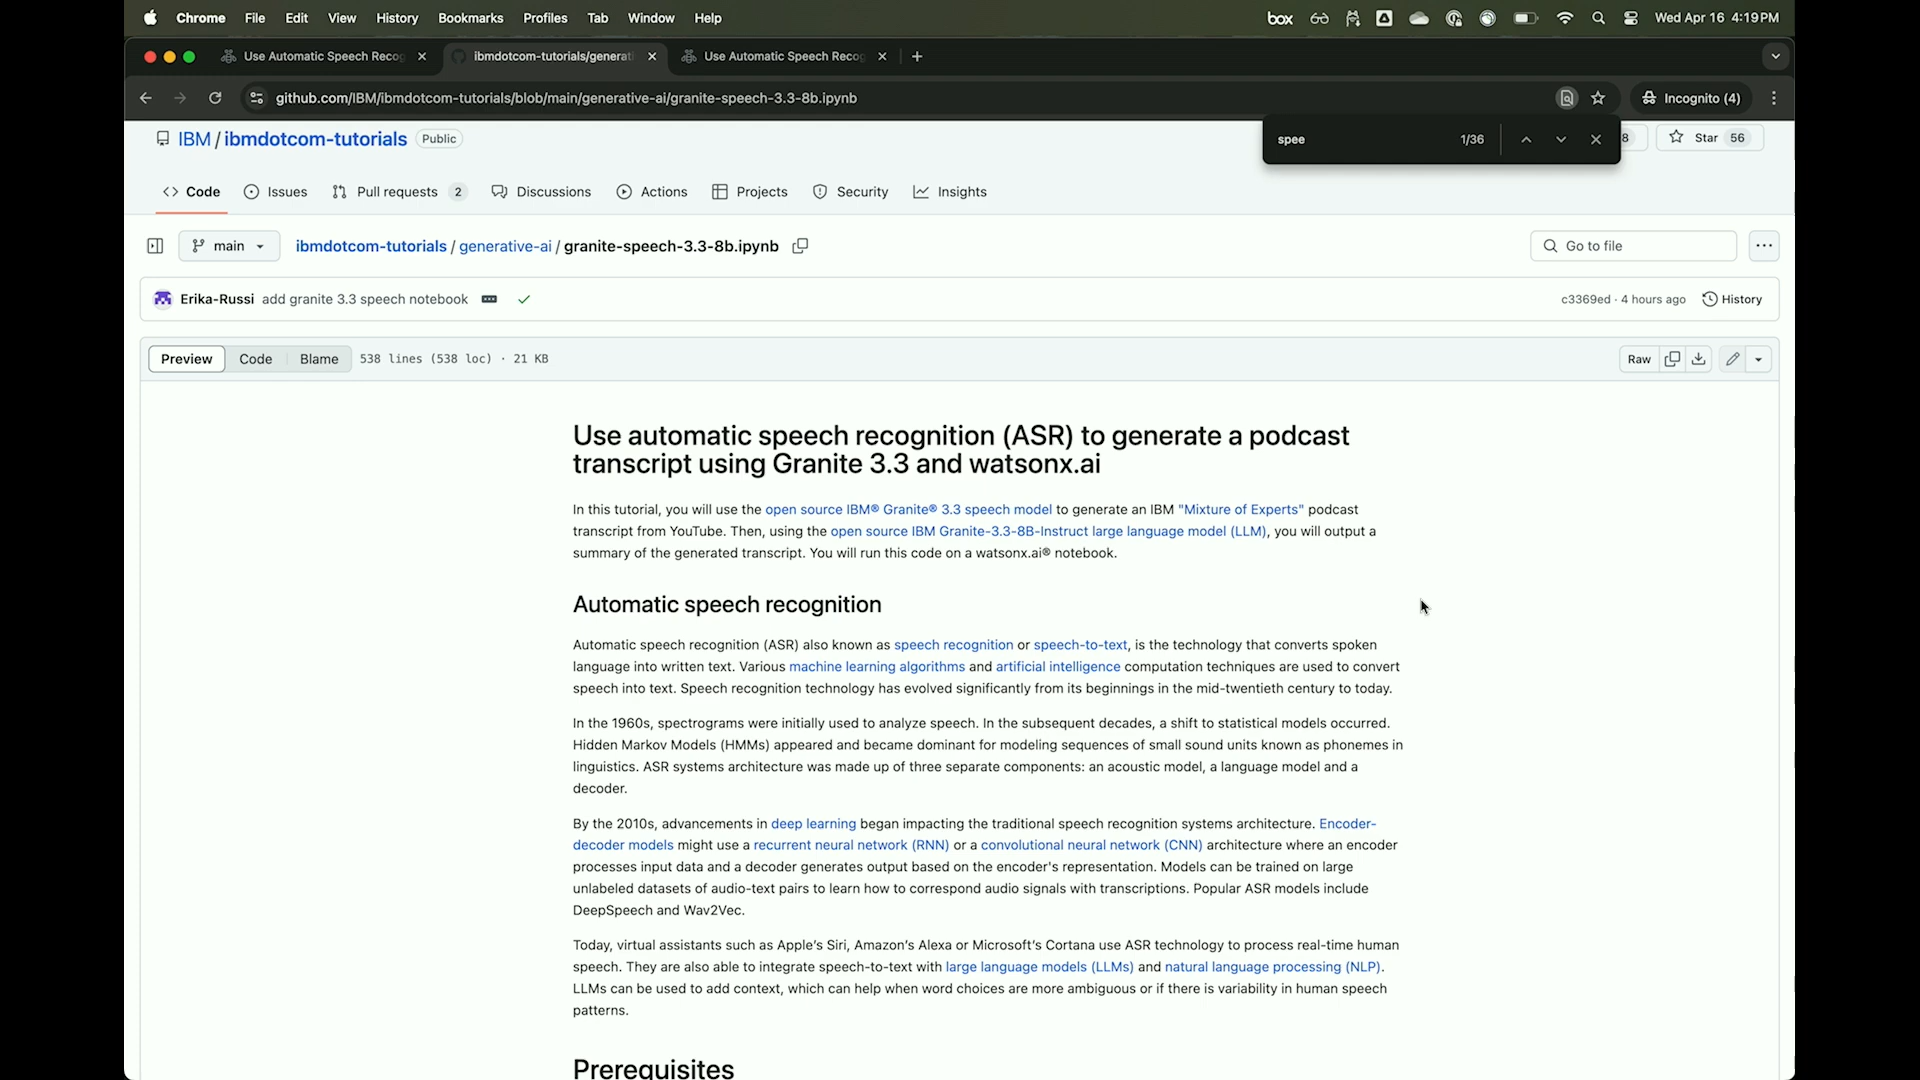 Chrome File Edit View History Bookmarks Profiles Tab Window Help
box Wed Apr 16 4:19 PM
Use Automatic Speech Recog
ibmdotcom-tutorials/generati
Use Automatic Speech Recog
github.com/IBM/ibmdotcom-tutorials/blob/main/generative-ai/granite-speech-3.3-8b.ipynb
Incognito (4)
IBM / ibmdotcom-tutorials Public
spee 1/36
8 Star 56
Code Issues Pull requests 2 Discussions Actions Projects Security Insights
main ibmdotcom-tutorials / generative-ai / granite-speech-3.3-8b.ipynb
Go to file
Erika-Russi add granite 3.3 speech notebook
c3369ed · 4 hours ago History
Preview Code Blame 538 lines (538 loc) · 21 KB
Raw
Use automatic speech recognition (ASR) to generate a podcast
transcript using Granite 3.3 and watsonx.ai
In this tutorial, you will use the open source IBM® Granite® 3.3 speech model to generate an IBM "Mixture of Experts" podcast
transcript from YouTube. Then, using the open source IBM Granite-3.3-8B-Instruct large language model (LLM), you will output a
summary of the generated transcript. You will run this code on a watsonx.ai® notebook.
Automatic speech recognition
Automatic speech recognition (ASR) also known as speech recognition or speech-to-text, is the technology that converts spoken
language into written text. Various machine learning algorithms and artificial intelligence computation techniques are used to convert
speech into text. Speech recognition technology has evolved significantly from its beginnings in the mid-twentieth century to today.
In the 1960s, spectrograms were initially used to analyze speech. In the subsequent decades, a shift to statistical models occurred.
Hidden Markov Models (HMMs) appeared and became dominant for modeling sequences of small sound units known as phonemes in
linguistics. ASR systems architecture was made up of three separate components: an acoustic model, a language model and a
decoder.
By the 2010s, advancements in deep learning began impacting the traditional speech recognition systems architecture. Encoder-
decoder models might use a recurrent neural network (RNN) or a convolutional neural network (CNN) architecture where an encoder
processes input data and a decoder generates output based on the encoder's representation. Models can be trained on large
unlabeled datasets of audio-text pairs to learn how to correspond audio signals with transcriptions. Popular ASR models include
DeepSpeech and Wav2Vec.
Today, virtual assistants such as Apple's Siri, Amazon's Alexa or Microsoft's Cortana use ASR technology to process real-time human
speech. They are also able to integrate speech-to-text with large language models (LLMs) and natural language processing (NLP).
LLMs can be used to add context, which can help when word choices are more ambiguous or if there is variability in human speech
patterns.
Prerequisites